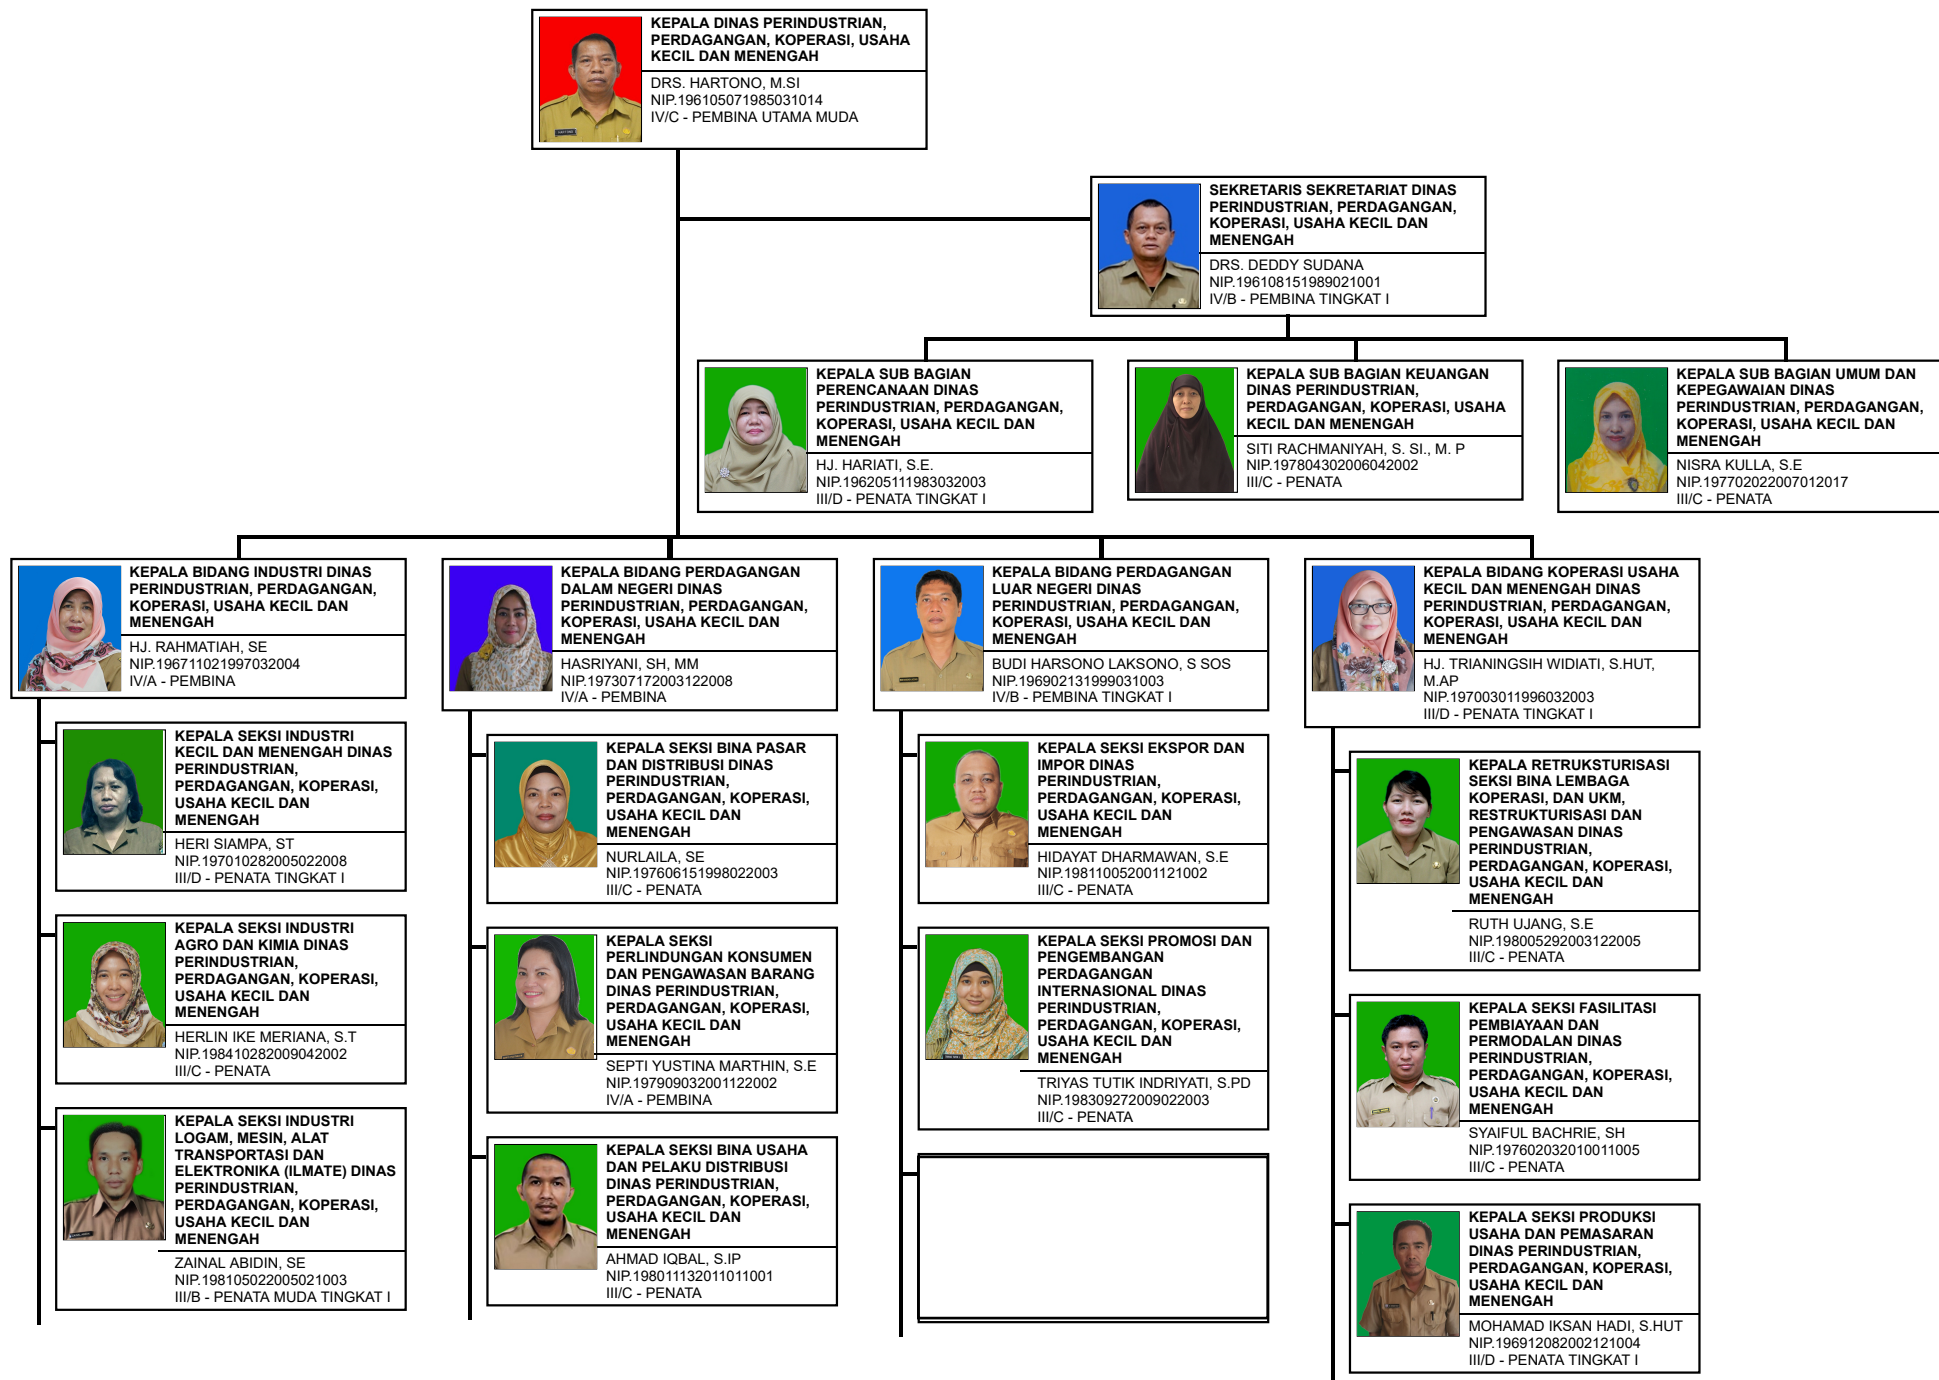 KEPALA DINAS PERINDUSTRIAN,
PERDAGANGAN, KOPERASI, USAHA
KECIL DAN MENENGAH
DRS. HARTONO, M.SI
NIP.196105071985031014
IV/C - PEMBINA UTAMA MUDA
SEKRETARIS SEKRETARIAT DINAS
PERINDUSTRIAN, PERDAGANGAN,
KOPERASI, USAHA KECIL DAN
MENENGAH
DRS. DEDDY SUDANA
NIP.196108151989021001
IV/B - PEMBINA TINGKAT I
KEPALA SUB BAGIAN
PERENCANAAN DINAS
PERINDUSTRIAN, PERDAGANGAN,
KOPERASI, USAHA KECIL DAN
MENENGAH
HJ. HARIATI, S.E.
NIP.196205111983032003
III/D - PENATA TINGKAT I
KEPALA SUB BAGIAN KEUANGAN
DINAS PERINDUSTRIAN,
PERDAGANGAN, KOPERASI, USAHA
KECIL DAN MENENGAH
SITI RACHMANIYAH, S. SI., M. P
NIP.197804302006042002
III/C - PENATA
KEPALA SUB BAGIAN UMUM DAN
KEPEGAWAIAN DINAS
PERINDUSTRIAN, PERDAGANGAN,
KOPERASI, USAHA KECIL DAN
MENENGAH
NISRA KULLA, S.E
NIP.197702022007012017
III/C - PENATA
KEPALA BIDANG INDUSTRI DINAS
PERINDUSTRIAN, PERDAGANGAN,
KOPERASI, USAHA KECIL DAN
MENENGAH
HJ. RAHMATIAH, SE
NIP.196711021997032004
IV/A - PEMBINA
KEPALA SEKSI INDUSTRI
KECIL DAN MENENGAH DINAS
PERINDUSTRIAN,
PERDAGANGAN, KOPERASI,
USAHA KECIL DAN
MENENGAH
HERI SIAMPA, ST
NIP.197010282005022008
III/D - PENATA TINGKAT I
KEPALA SEKSI INDUSTRI
AGRO DAN KIMIA DINAS
PERINDUSTRIAN,
PERDAGANGAN, KOPERASI,
USAHA KECIL DAN
MENENGAH
HERLIN IKE MERIANA, S.T
NIP.198410282009042002
III/C - PENATA
KEPALA SEKSI INDUSTRI
LOGAM, MESIN, ALAT
TRANSPORTASI DAN
ELEKTRONIKA (ILMATE) DINAS
PERINDUSTRIAN,
PERDAGANGAN, KOPERASI,
USAHA KECIL DAN
MENENGAH
ZAINAL ABIDIN, SE
NIP.198105022005021003
III/B - PENATA MUDA TINGKAT I
KEPALA BIDANG PERDAGANGAN
DALAM NEGERI DINAS
PERINDUSTRIAN, PERDAGANGAN,
KOPERASI, USAHA KECIL DAN
MENENGAH
HASRIYANI, SH, MM
NIP.197307172003122008
IV/A - PEMBINA
KEPALA SEKSI BINA PASAR
DAN DISTRIBUSI DINAS
PERINDUSTRIAN,
PERDAGANGAN, KOPERASI,
USAHA KECIL DAN
MENENGAH
NURLAILA, SE
NIP.197606151998022003
III/C - PENATA
KEPALA SEKSI
PERLINDUNGAN KONSUMEN
DAN PENGAWASAN BARANG
DINAS PERINDUSTRIAN,
PERDAGANGAN, KOPERASI,
USAHA KECIL DAN
MENENGAH
SEPTI YUSTINA MARTHIN, S.E
NIP.197909032001122002
IV/A - PEMBINA
KEPALA SEKSI BINA USAHA
DAN PELAKU DISTRIBUSI
DINAS PERINDUSTRIAN,
PERDAGANGAN, KOPERASI,
USAHA KECIL DAN
MENENGAH
AHMAD IQBAL, S.IP
NIP.198011132011011001
III/C - PENATA
KEPALA BIDANG PERDAGANGAN
LUAR NEGERI DINAS
PERINDUSTRIAN, PERDAGANGAN,
KOPERASI, USAHA KECIL DAN
MENENGAH
BUDI HARSONO LAKSONO, S SOS
NIP.196902131999031003
IV/B - PEMBINA TINGKAT I
KEPALA SEKSI EKSPOR DAN
IMPOR DINAS
PERINDUSTRIAN,
PERDAGANGAN, KOPERASI,
USAHA KECIL DAN
MENENGAH
HIDAYAT DHARMAWAN, S.E
NIP.198110052001121002
III/C - PENATA
KEPALA SEKSI PROMOSI DAN
PENGEMBANGAN
PERDAGANGAN
INTERNASIONAL DINAS
PERINDUSTRIAN,
PERDAGANGAN, KOPERASI,
USAHA KECIL DAN
MENENGAH
TRIYAS TUTIK INDRIYATI, S.PD
NIP.198309272009022003
III/C - PENATA
KEPALA BIDANG KOPERASI USAHA
KECIL DAN MENENGAH DINAS
PERINDUSTRIAN, PERDAGANGAN,
KOPERASI, USAHA KECIL DAN
MENENGAH
HJ. TRIANINGSIH WIDIATI, S.HUT,
M.AP
NIP.197003011996032003
III/D - PENATA TINGKAT I
KEPALA RETRUKSTURISASI
SEKSI BINA LEMBAGA
KOPERASI, DAN UKM,
RESTRUKTURISASI DAN
PENGAWASAN DINAS
PERINDUSTRIAN,
PERDAGANGAN, KOPERASI,
USAHA KECIL DAN
MENENGAH
RUTH UJANG, S.E
NIP.198005292003122005
III/C - PENATA
KEPALA SEKSI FASILITASI
PEMBIAYAAN DAN
PERMODALAN DINAS
PERINDUSTRIAN,
PERDAGANGAN, KOPERASI,
USAHA KECIL DAN
MENENGAH
SYAIFUL BACHRIE, SH
NIP.197602032010011005
III/C - PENATA
KEPALA SEKSI PRODUKSI
USAHA DAN PEMASARAN
DINAS PERINDUSTRIAN,
PERDAGANGAN, KOPERASI,
USAHA KECIL DAN
MENENGAH
MOHAMAD IKSAN HADI, S.HUT
NIP.196912082002121004
III/D - PENATA TINGKAT I